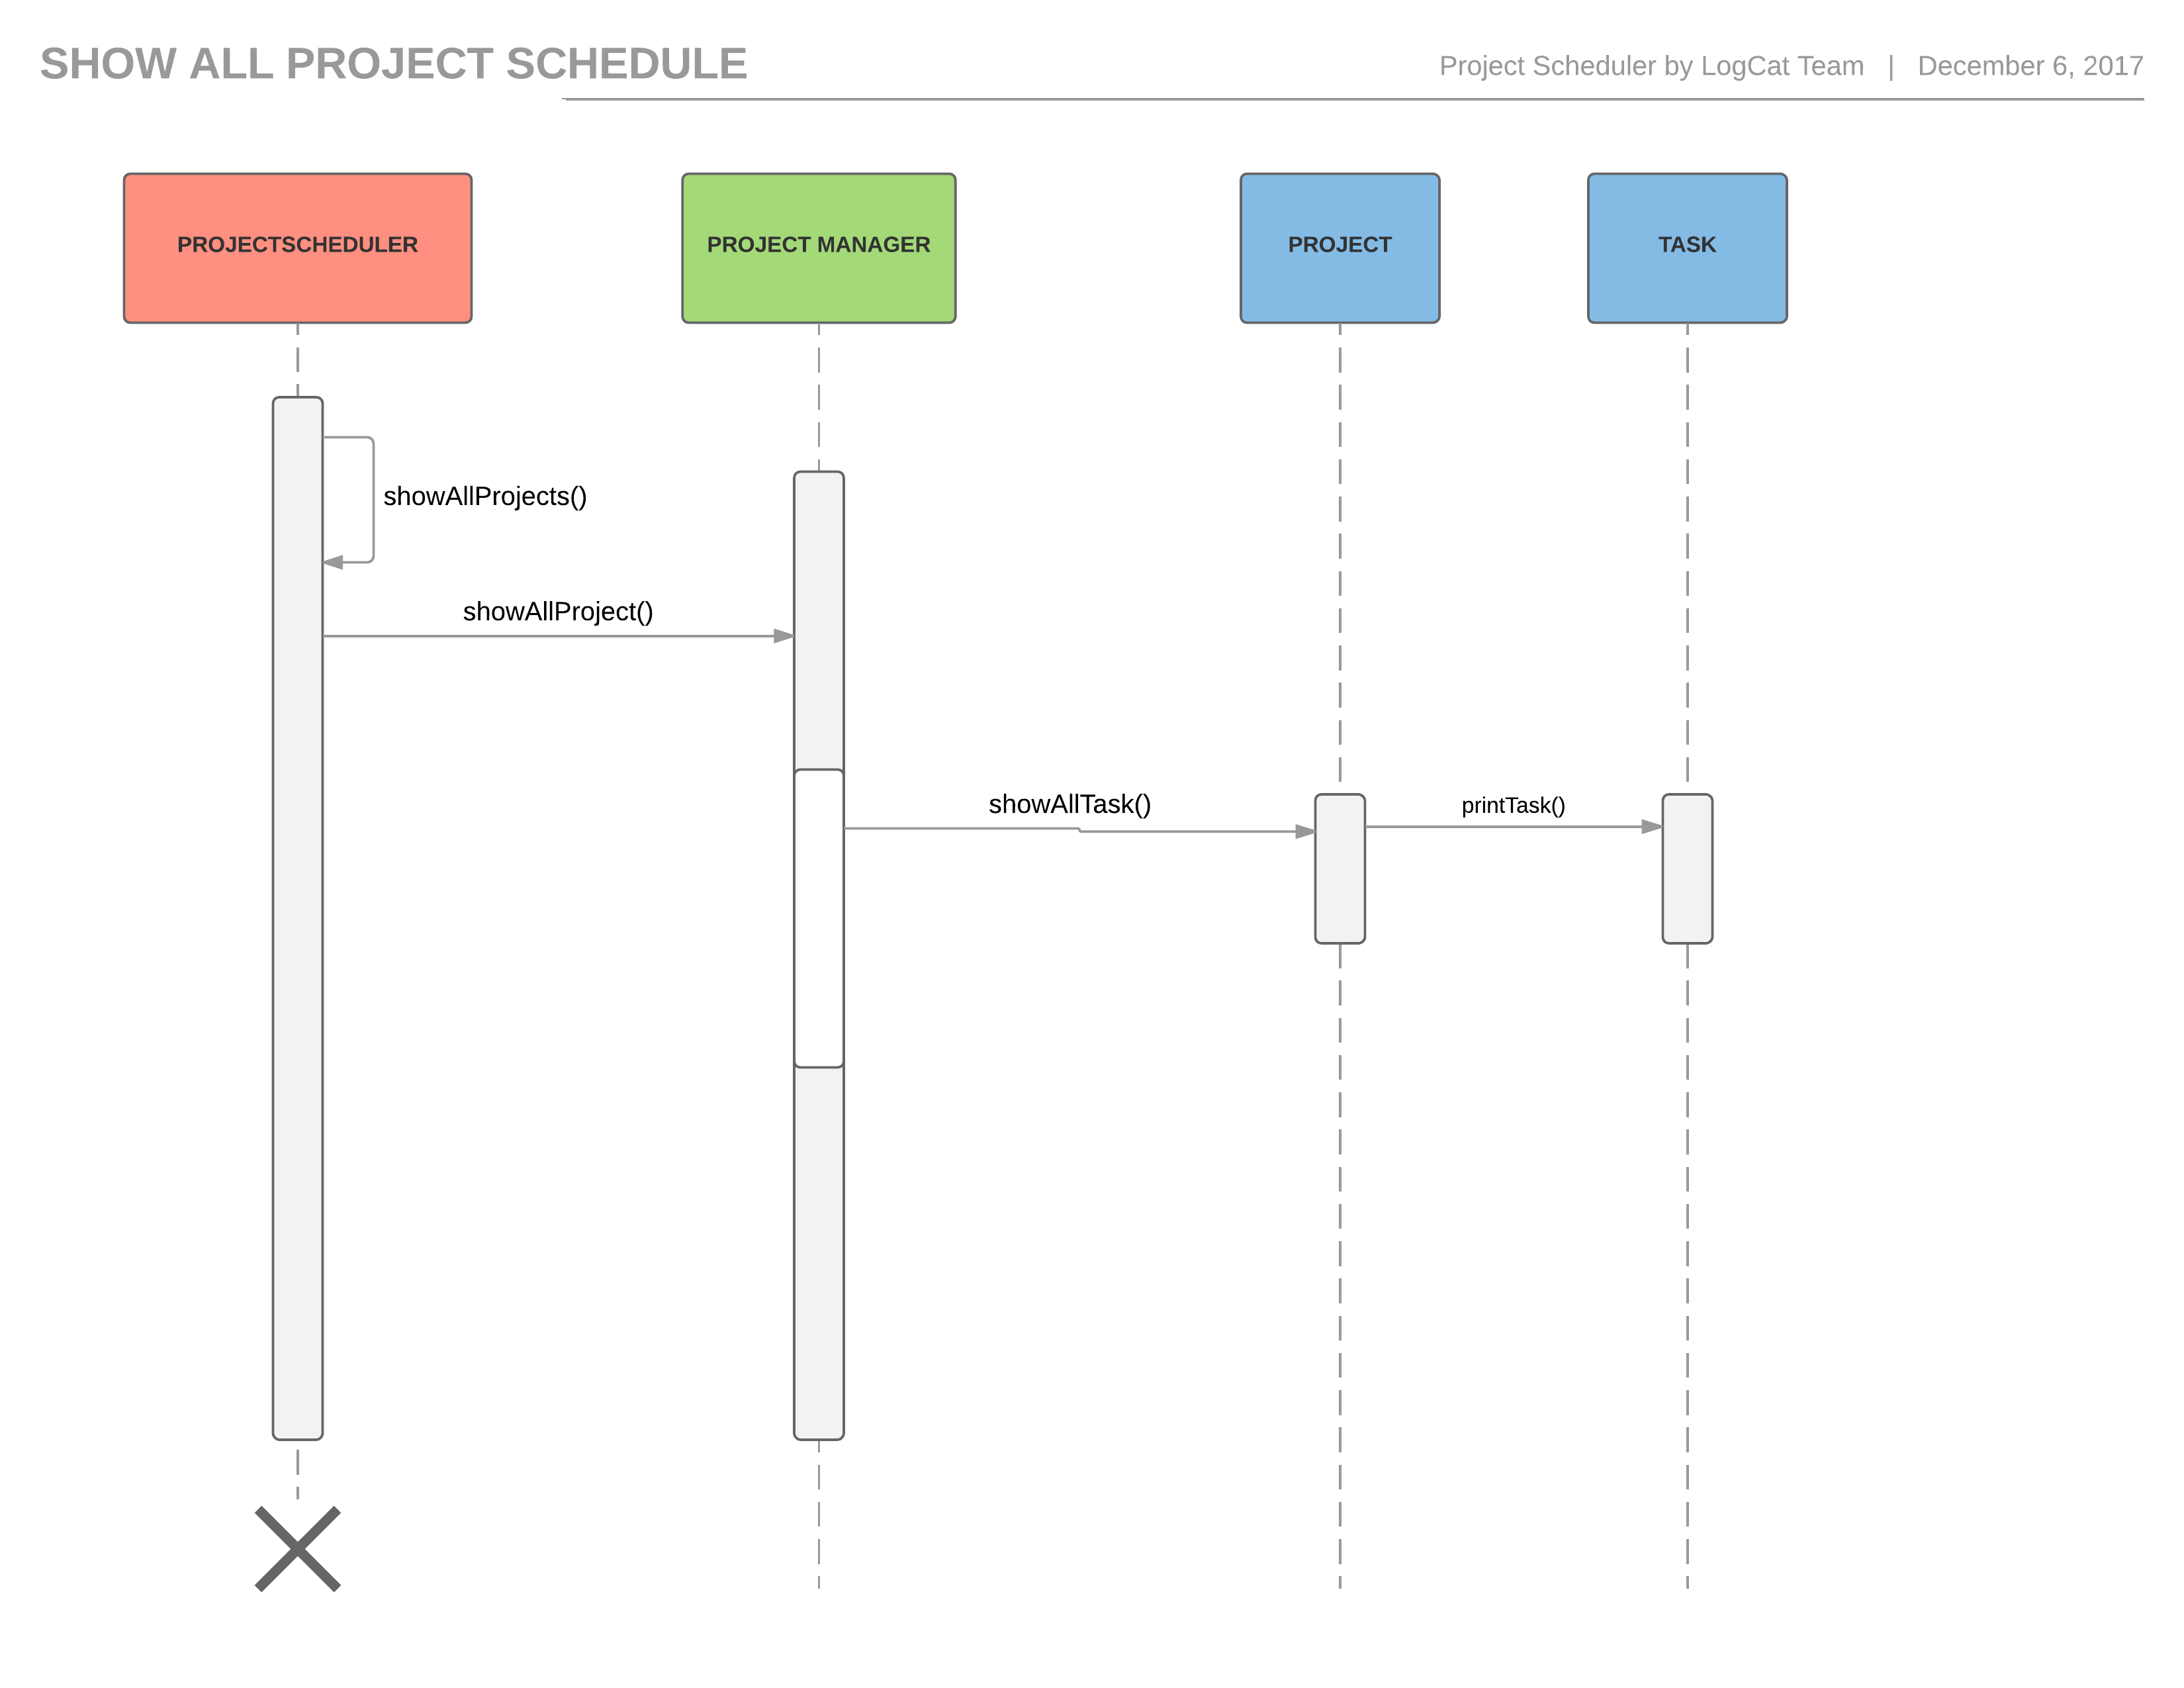 SHOW ALL PROJECT SCHEDULE
Project Scheduler by LogCat Team | December 6, 2017
PROJECTSCHEDULER
PROJECT MANAGER
PROJECT
TASK
showAllProjects()
showAllProject()
showAllTask()
printTask()